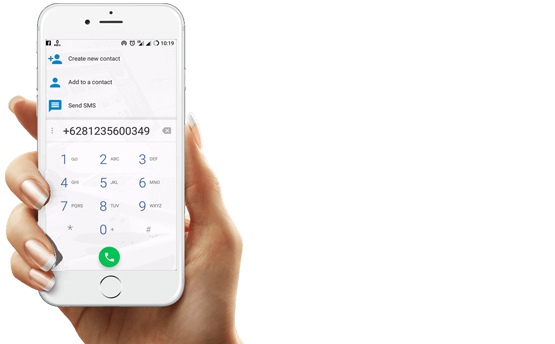 10:19
Create new contact
Add to a contact
Send SMS
+6281235600349
1 2 ABC 3 DEF
4 GHI 5 JKL 6 MNO
7 PQRS 8 TUV 9 WXYZ
* 0 + #